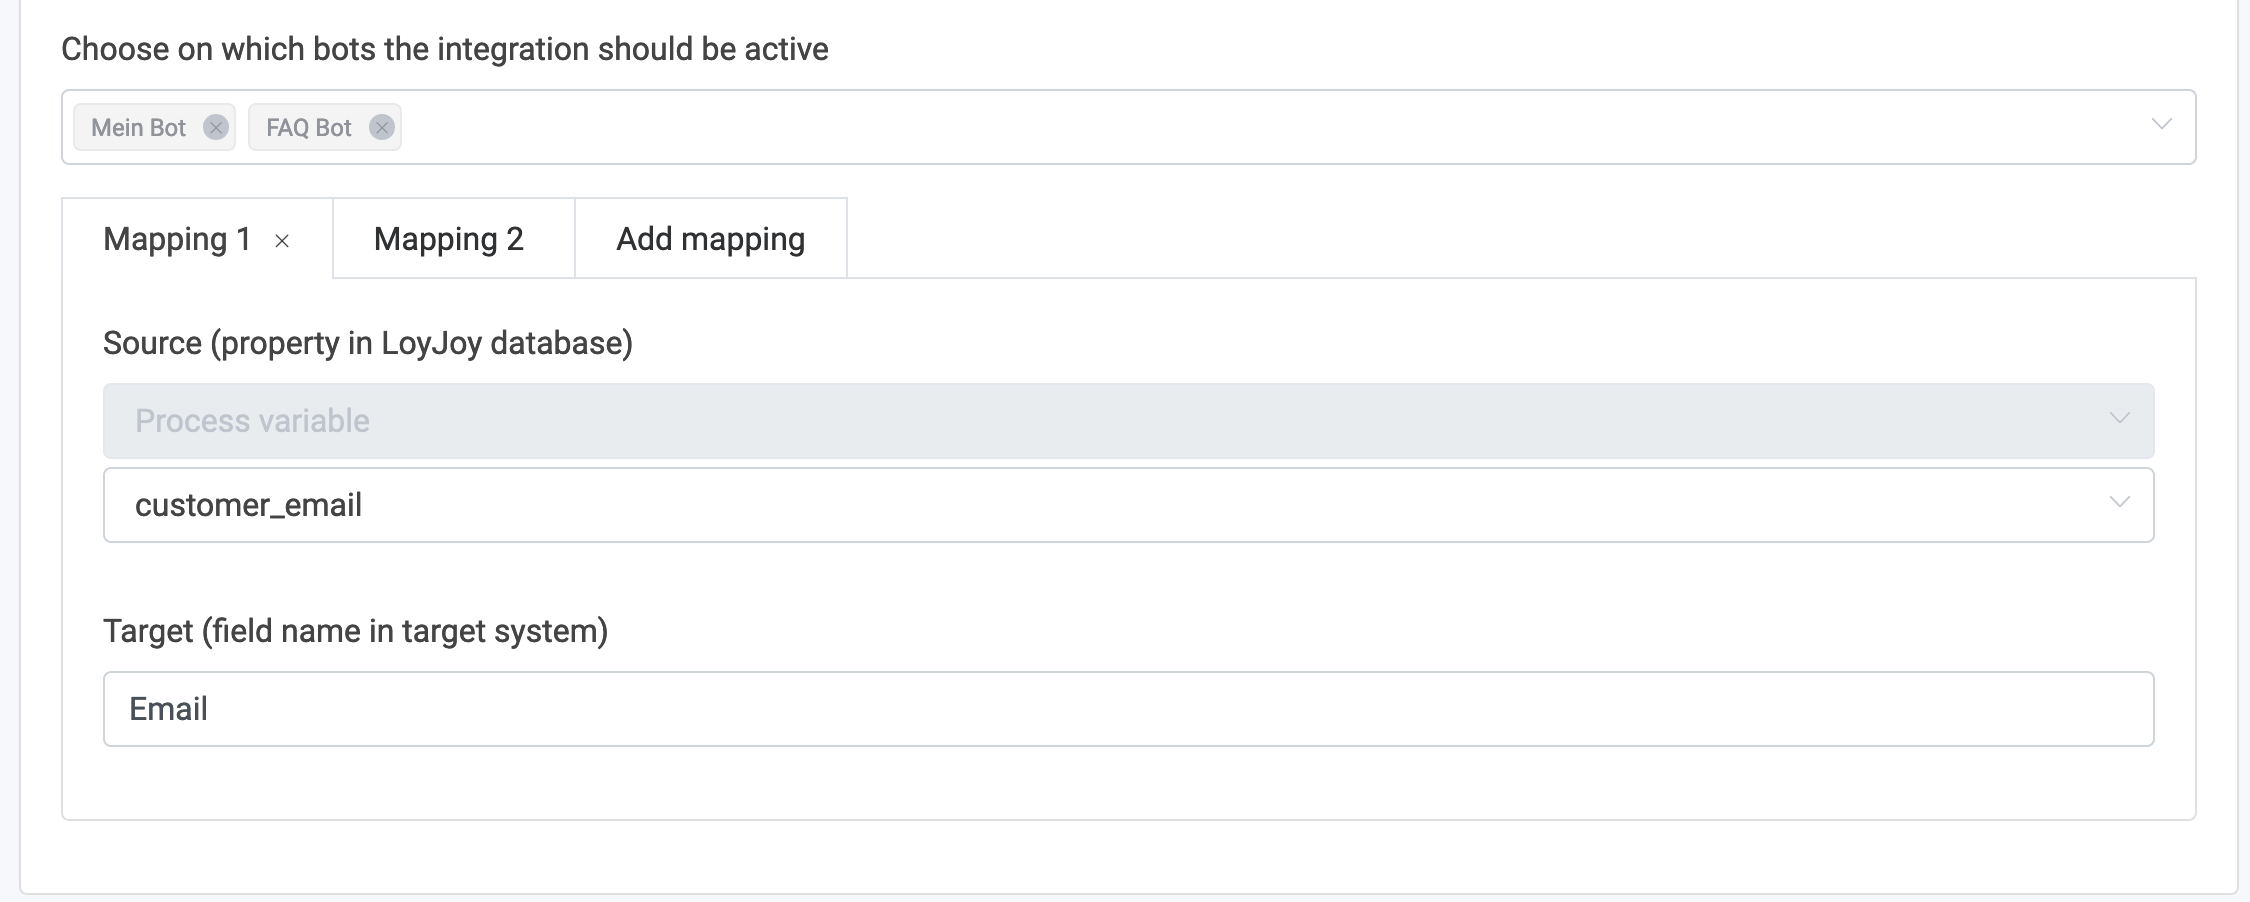 Choose on which bots the integration should be active
Mein Bot FAQ Bot
Mapping 1 Mapping 2 Add mapping
Source (property in LoyJoy database)
Process variable
customer_email
Target (field name in target system)
Email